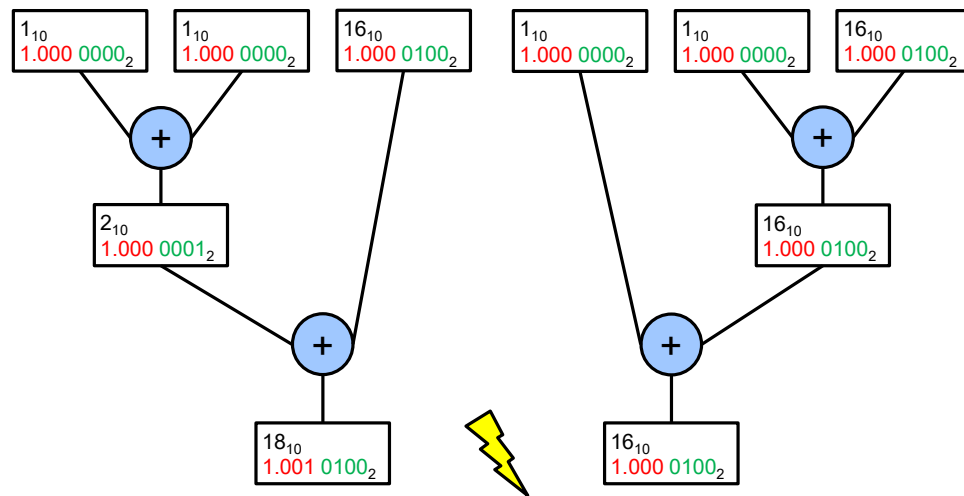 1₁₀ 1₁₀ 16₁₀ 1₁₀ 1₁₀ 16₁₀
1.000 0000₂ 1.000 0000₂ 1.000 0100₂ 1.000 0000₂ 1.000 0000₂ 1.000 0100₂
+ +
2₁₀ 16₁₀
1.000 0001₂ 1.000 0100₂
+ +
18₁₀ 16₁₀
1.001 0100₂ 1.000 0100₂